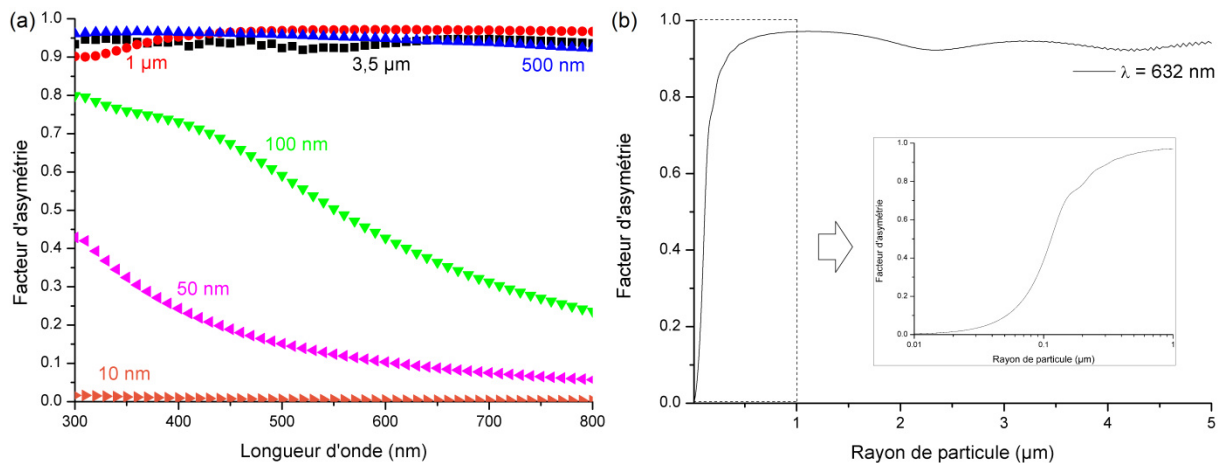 (a)
1.0
0.9
0.8
0.7
0.6
0.5
0.4
0.3
0.2
0.1
0.0
Facteur d'asymétrie
1 µm
3,5 µm
500 nm
100 nm
50 nm
10 nm
300
400
500
600
700
800
Longueur d'onde (nm)
(b)
1.0
0.8
0.6
0.4
0.2
0.0
Facteur d'asymétrie
λ = 632 nm
1.0
0.8
0.6
0.4
0.2
0.0
Facteur d'asymétrie
0.01
0.1
1
Rayon de particule (µm)
1
2
3
4
5
Rayon de particule (µm)